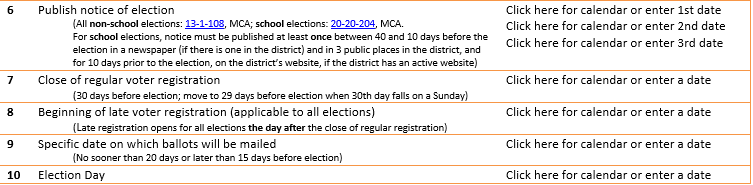 6 Publish notice of election Click here for calendar or enter 1st date
(All non-school elections: 13-1-108, MCA; school elections: 20-20-204, MCA. Click here for calendar or enter 2nd date
For school elections, notice must be published at least once between 40 and 10 days before the Click here for calendar or enter 3rd date
election in a newspaper (if there is one in the district) and in 3 public places in the district, and
for 10 days prior to the election, on the district's website, if the district has an active website)
7 Close of regular voter registration Click here for calendar or enter a date
(30 days before election; move to 29 days before election when 30th day falls on a Sunday)
8 Beginning of late voter registration (applicable to all elections) Click here for calendar or enter a date
(Late registration opens for all elections the day after the close of regular registration)
9 Specific date on which ballots will be mailed Click here for calendar or enter a date
(No sooner than 20 days or later than 15 days before election)
10 Election Day Click here for calendar or enter a date